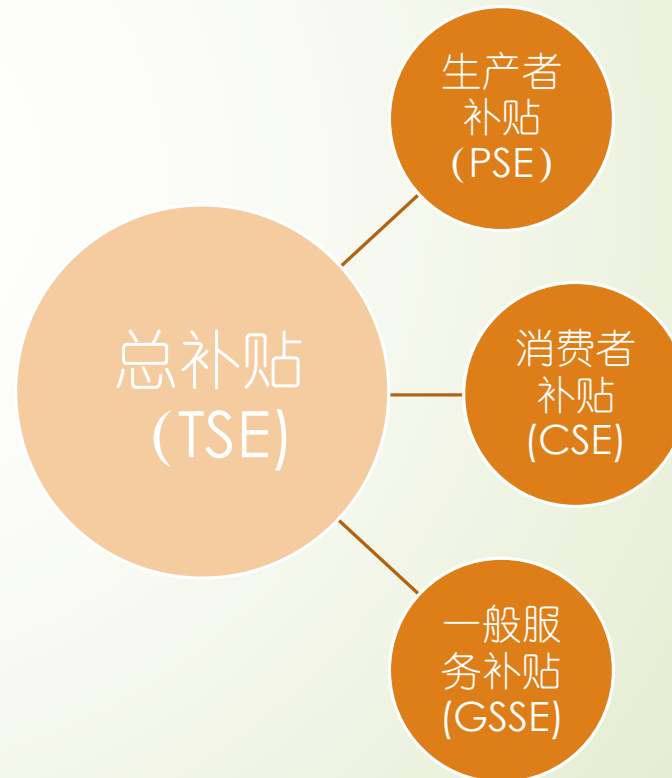 总补贴
(TSE)
生产者
补贴
(PSE)
消费者
补贴
(CSE)
一般服
务补贴
(GSSE)